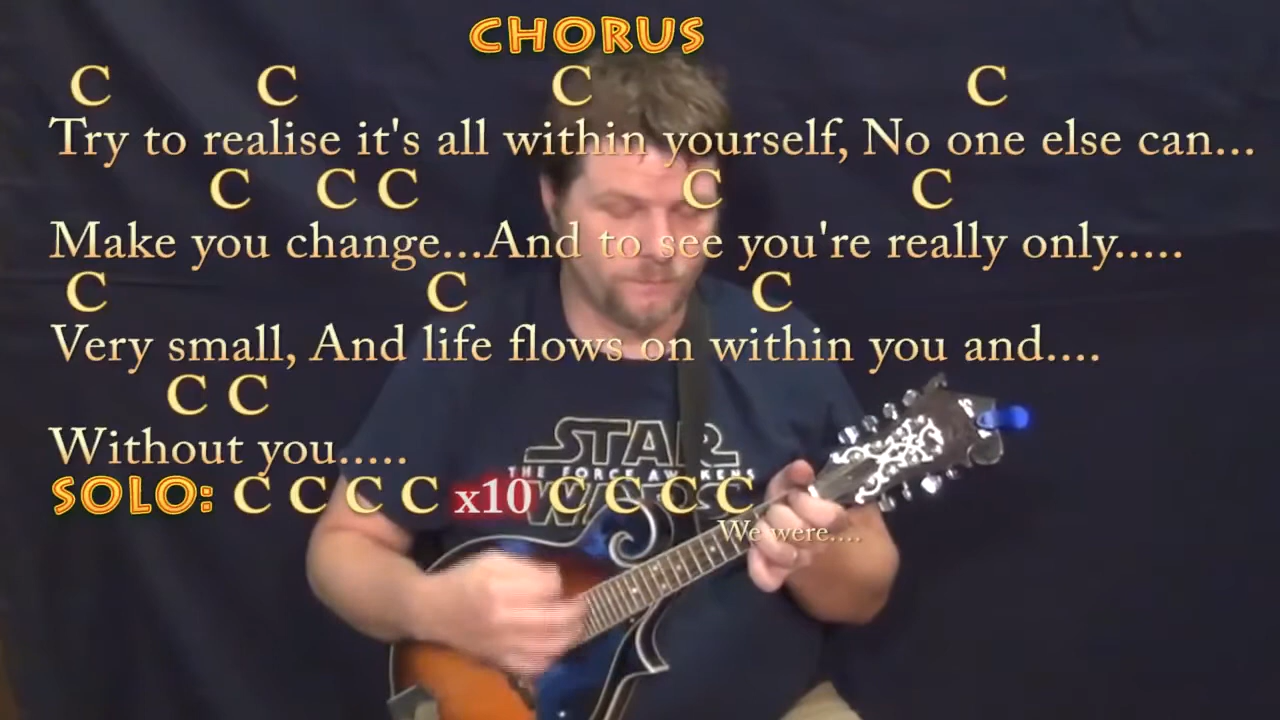 CHORUS
C C C C
Try to realise it's all within yourself, No one else can...
C C C C C
Make you change...And to see you're really only.....
C C C
Very small, And life flows on within you and....
C C
Without you.....
SOLO: C C C C x10 C C C C
We were....
STAR
THE FORCE AWAKENS
WARS